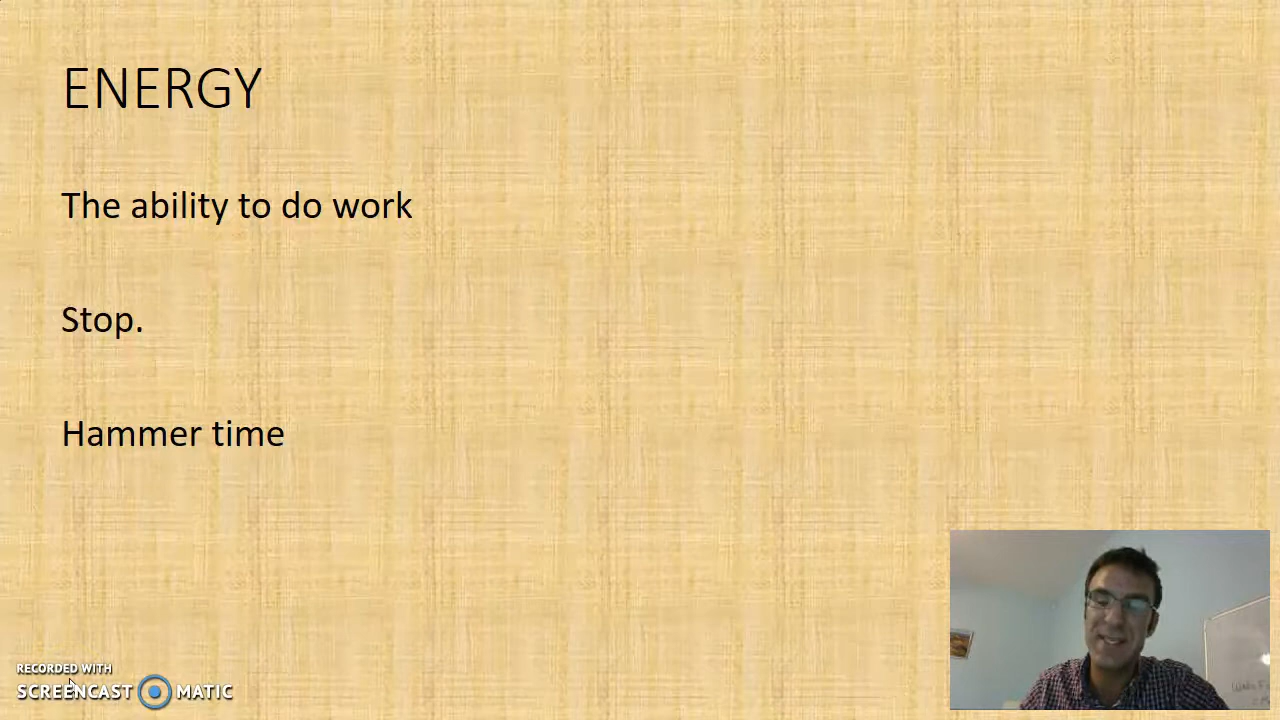 ENERGY
The ability to do work
Stop.
Hammer time
RECORDED WITH
SCREENCAST MATIC